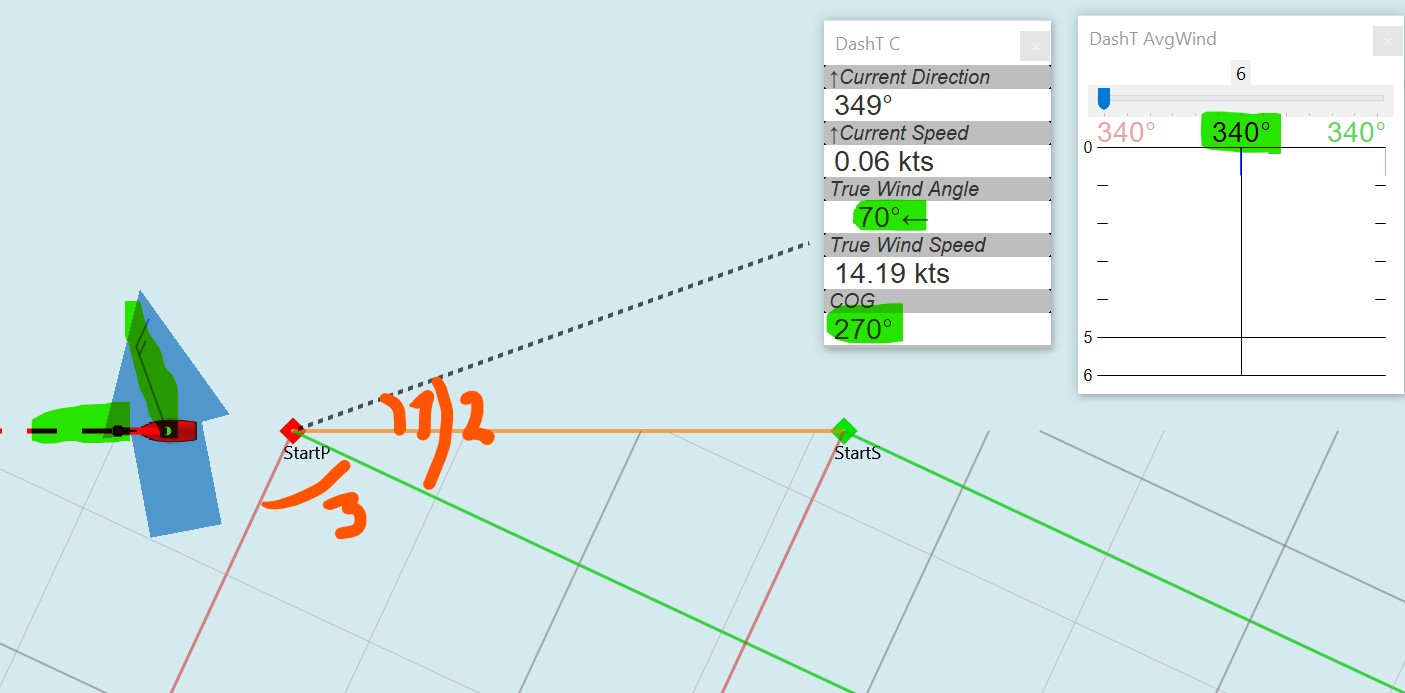 DashT C
x
↑Current Direction
349°
↑Current Speed
0.06 kts
True Wind Angle
70°←
True Wind Speed
14.19 kts
COG
270°
DashT AvgWind
x
6
340° 340° 340°
0
5
6
1 2
3
StartP
StartS